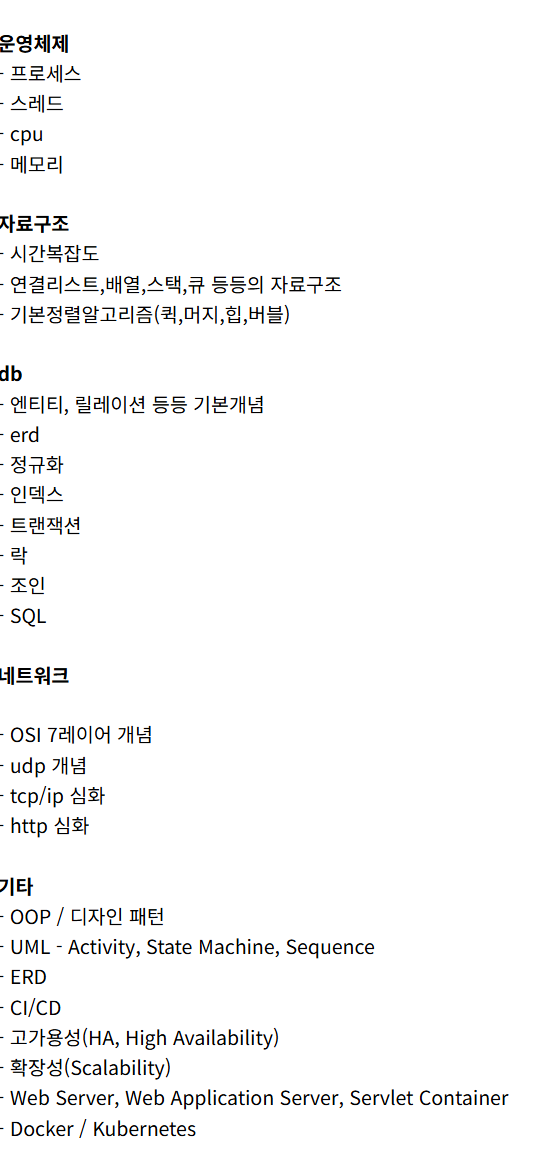 운영체제
- 프로세스
- 스레드
- cpu
- 메모리
자료구조
- 시간복잡도
- 연결리스트,배열,스택,큐 등등의 자료구조
- 기본정렬알고리즘(퀵,머지,힙,버블)
db
- 엔티티, 릴레이션 등등 기본개념
- erd
- 정규화
- 인덱스
- 트랜잭션
- 락
- 조인
- SQL
네트워크
- OSI 7레이어 개념
- udp 개념
- tcp/ip 심화
- http 심화
기타
- OOP / 디자인 패턴
- UML - Activity, State Machine, Sequence
- ERD
- CI/CD
- 고가용성(HA, High Availability)
- 확장성(Scalability)
- Web Server, Web Application Server, Servlet Container
- Docker / Kubernetes